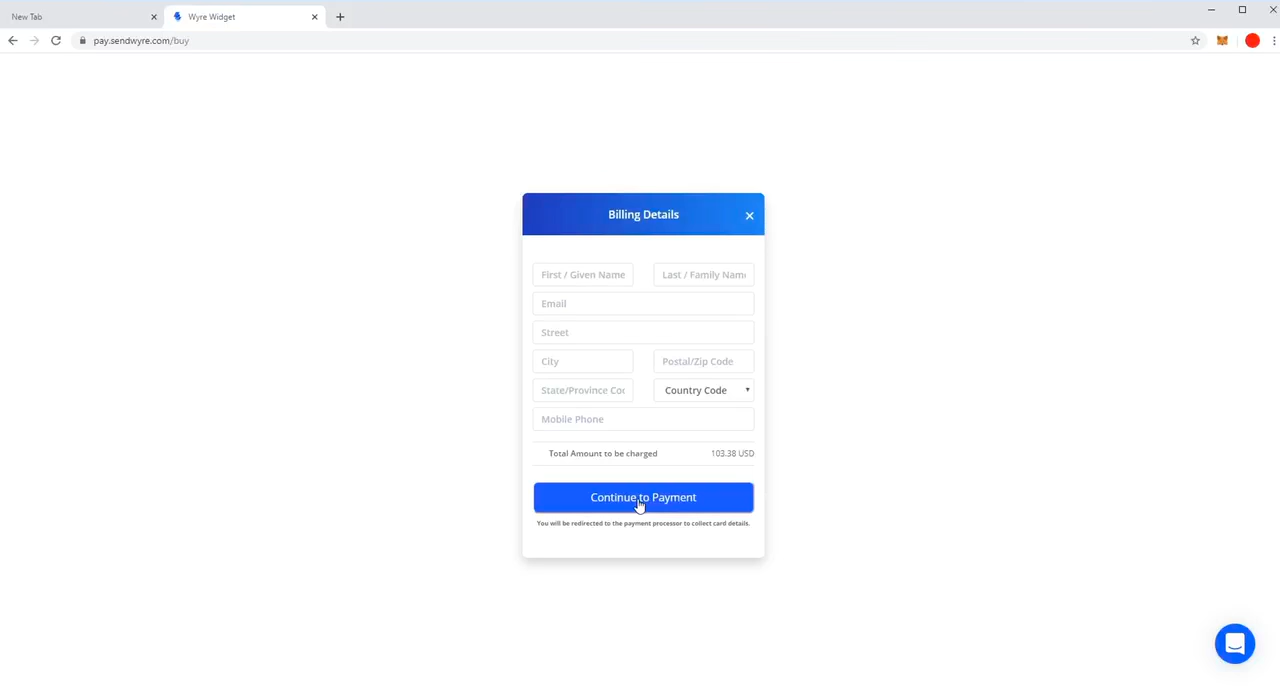 New Tab
Wyre Widget
pay.sendwyre.com/buy
Billing Details
First / Given Name
Last / Family Name
Email
Street
City
Postal/Zip Code
State/Province Co
Country Code
Mobile Phone
Total Amount to be charged
103.38 USD
Continue to Payment
You will be redirected to the payment processor to collect card details.